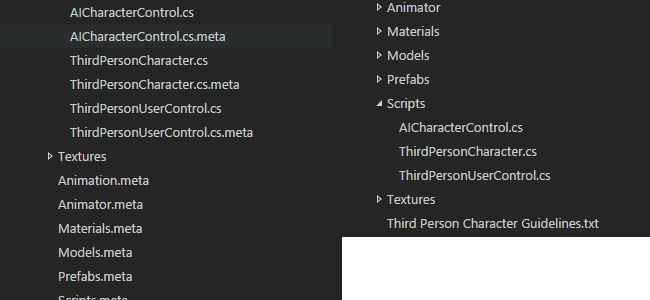 AICharacterControl.cs
AICharacterControl.cs.meta
ThirdPersonCharacter.cs
ThirdPersonCharacter.cs.meta
ThirdPersonUserControl.cs
ThirdPersonUserControl.cs.meta
Textures
Animation.meta
Animator.meta
Materials.meta
Models.meta
Prefabs.meta
Scripts.meta
Animator
Materials
Models
Prefabs
Scripts
AICharacterControl.cs
ThirdPersonCharacter.cs
ThirdPersonUserControl.cs
Textures
Third Person Character Guidelines.txt